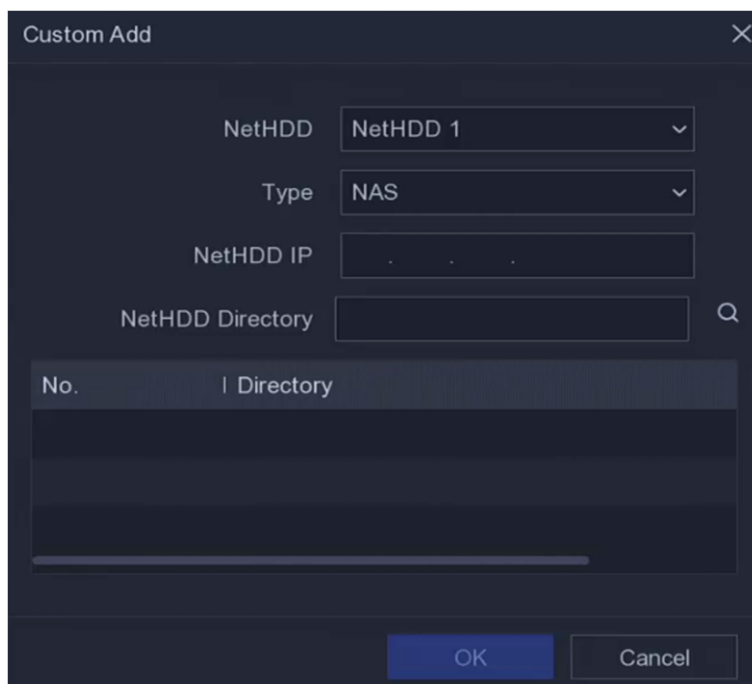 Custom Add
NetHDD NetHDD 1
Type NAS
NetHDD IP . . .
NetHDD Directory
No. Directory
OK Cancel